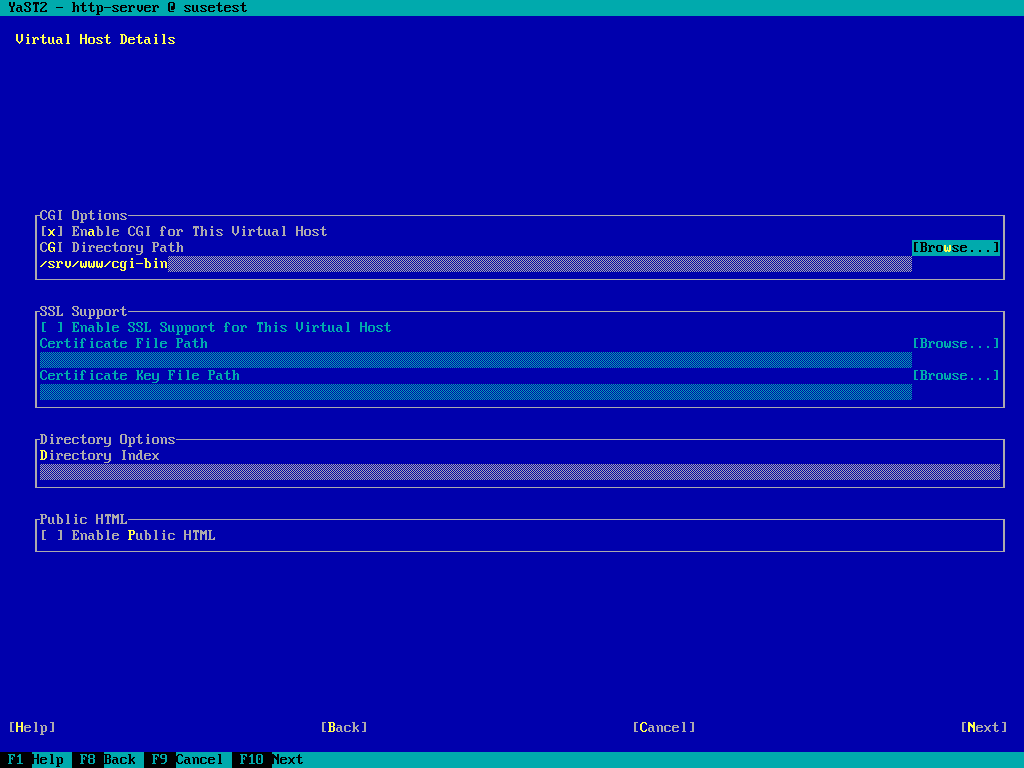 YaST2 - http-server @ susetest
Virtual Host Details
CGI Options
[x] Enable CGI for This Virtual Host
CGI Directory Path [Browse...]
/srv/www/cgi-bin
SSL Support
[ ] Enable SSL Support for This Virtual Host
Certificate File Path [Browse...]
Certificate Key File Path [Browse...]
Directory Options
Directory Index
Public HTML
[ ] Enable Public HTML
[Help] [Back] [Cancel] [Next]
F1 Help F8 Back F9 Cancel F10 Next